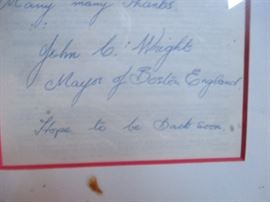 Many many thanks
John C. Wright
Mayor of Boston England
Hope to be back soon.